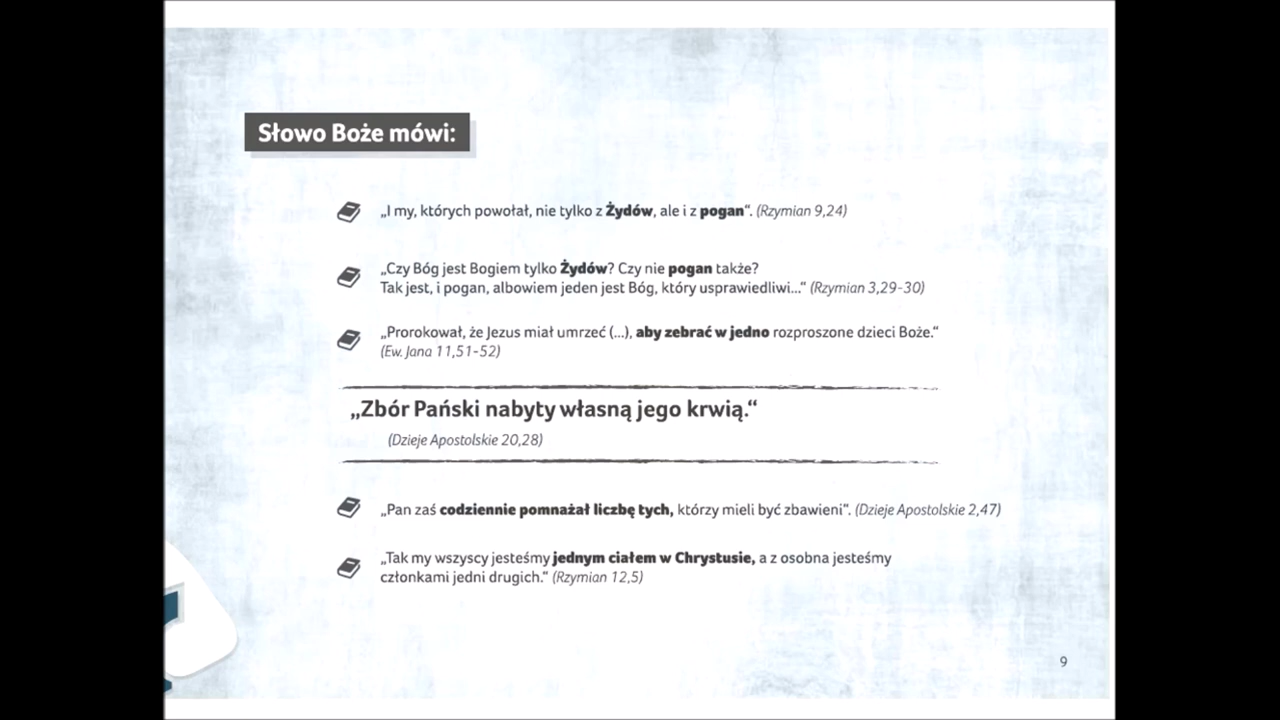 Słowo Boże mówi:
„I my, których powołał, nie tylko z Żydów, ale i z pogan“. (Rzymian 9,24)
„Czy Bóg jest Bogiem tylko Żydów? Czy nie pogan także?
Tak jest, i pogan, albowiem jeden jest Bóg, który usprawiedliwi...“ (Rzymian 3,29-30)
„Prorokował, że Jezus miał umrzeć (...), aby zebrać w jedno rozproszone dzieci Boże.“
(Ew. Jana 11,51-52)
„Zbór Pański nabyty własną jego krwią.“
(Dzieje Apostolskie 20,28)
„Pan zaś codziennie pomnażał liczbę tych, którzy mieli być zbawieni“. (Dzieje Apostolskie 2,47)
„Tak my wszyscy jesteśmy jednym ciałem w Chrystusie, a z osobna jesteśmy
członkami jedni drugich.“ (Rzymian 12,5)
9